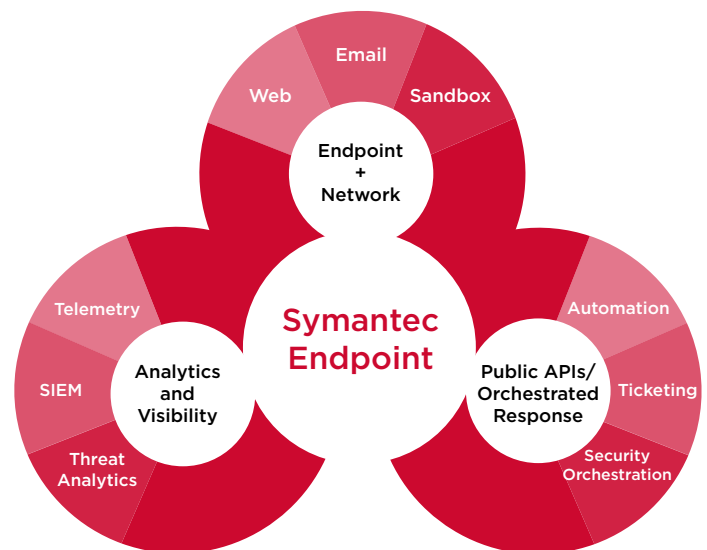 Email
Web
Sandbox
Endpoint
+
Network
Symantec
Endpoint
Telemetry
SIEM
Threat
Analytics
Analytics
and
Visibility
Public APIs/
Orchestrated
Response
Automation
Ticketing
Security
Orchestration